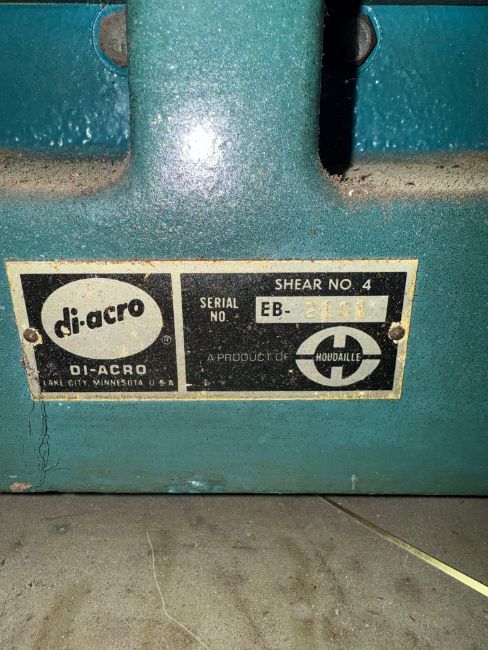 di-acro
®
DI-ACRO
LAKE CITY, MINNESOTA U S A
SHEAR NO. 4
SERIAL NO.
EB-
A PRODUCT OF
HOUDAILLE